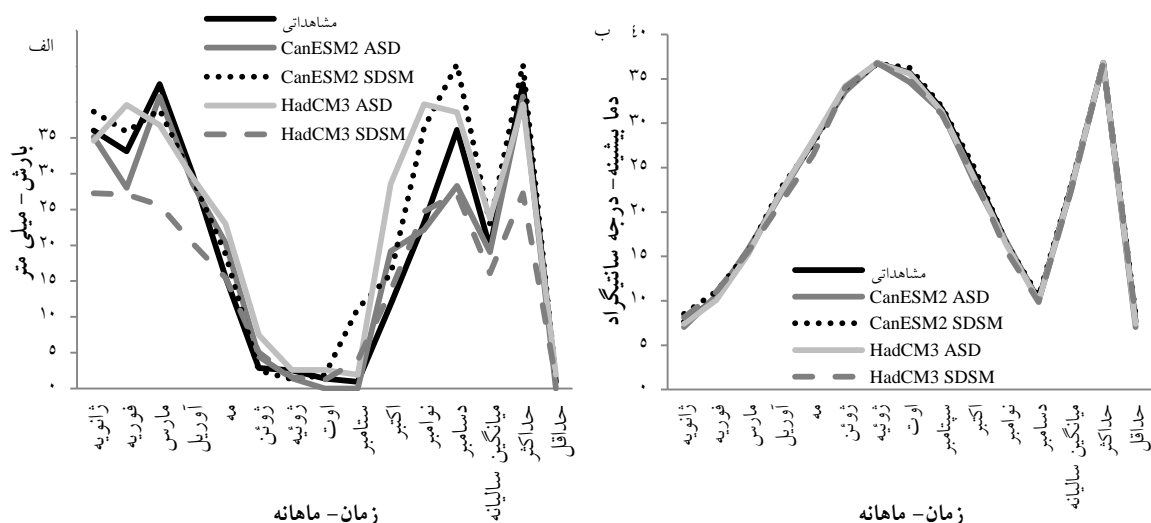 الف
مشاهداتی
CanESM2 ASD
CanESM2 SDSM
HadCM3 ASD
HadCM3 SDSM
بارش- میلی متر
۳۵
۳۰
۲۵
۲۰
۱۵
۱۰
۵
۰
ژانویه
فوریه
مارس
آوریل
مه
ژوئن
ژوئیه
اوت
سپتامبر
اکتبر
نوامبر
دسامبر
میانگین سالیانه
حداکثر
حداقل
زمان- ماهانه
۴۰
۳۵
۳۰
۲۵
۲۰
۱۵
۱۰
۵
۰
دما بیشینه- درجه سانتیگراد
مشاهداتی
CanESM2 ASD
CanESM2 SDSM
HadCM3 ASD
HadCM3 SDSM
ژانویه
فوریه
مارس
آوریل
مه
ژوئن
ژوئیه
اوت
سپتامبر
اکتبر
نوامبر
دسامبر
میانگین سالیانه
حداکثر
حداقل
زمان- ماهانه